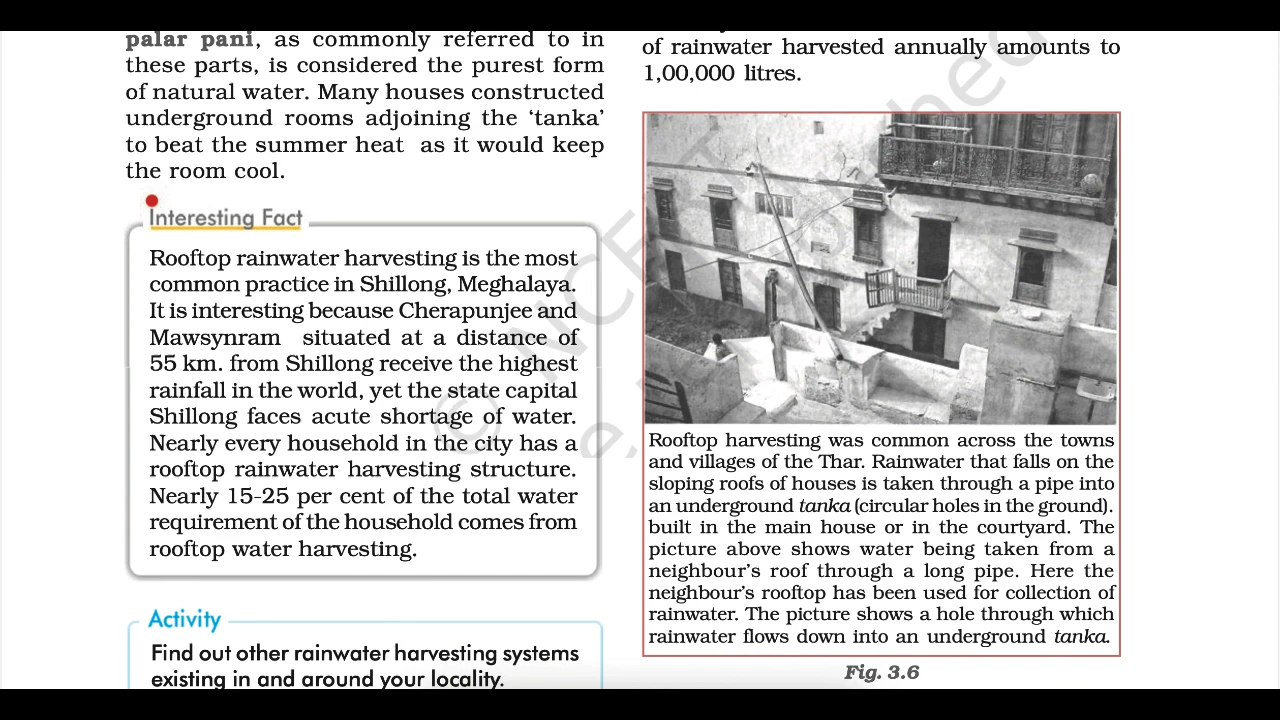 palar pani, as commonly referred to in
these parts, is considered the purest form
of natural water. Many houses constructed
underground rooms adjoining the ‘tanka’
to beat the summer heat as it would keep
the room cool.
Interesting Fact
Rooftop rainwater harvesting is the most
common practice in Shillong, Meghalaya.
It is interesting because Cherapunjee and
Mawsynram situated at a distance of
55 km. from Shillong receive the highest
rainfall in the world, yet the state capital
Shillong faces acute shortage of water.
Nearly every household in the city has a
rooftop rainwater harvesting structure.
Nearly 15-25 per cent of the total water
requirement of the household comes from
rooftop water harvesting.
Activity
Find out other rainwater harvesting systems
existing in and around your locality.
of rainwater harvested annually amounts to
1,00,000 litres.
Rooftop harvesting was common across the towns
and villages of the Thar. Rainwater that falls on the
sloping roofs of houses is taken through a pipe into
an underground tanka (circular holes in the ground).
built in the main house or in the courtyard. The
picture above shows water being taken from a
neighbour’s roof through a long pipe. Here the
neighbour’s rooftop has been used for collection of
rainwater. The picture shows a hole through which
rainwater flows down into an underground tanka.
Fig. 3.6
© NCERT